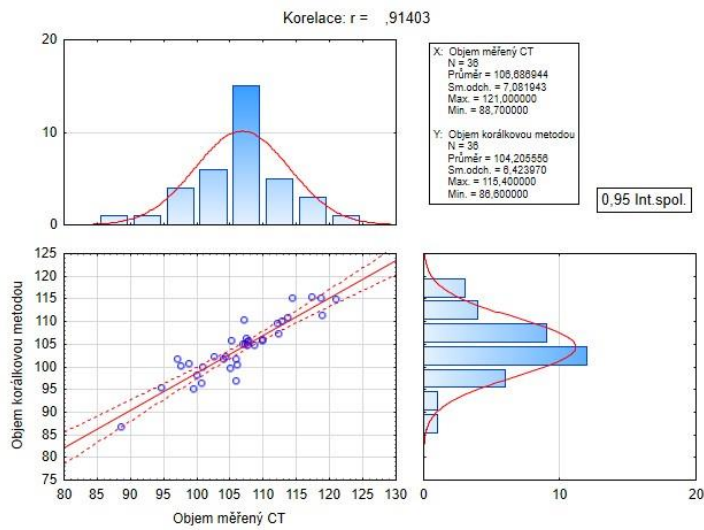 Korelace: r = ,91403
20
10
0
X: Objem měřený CT
N = 36
Průměr = 106,686944
Sm.odch. = 7,081943
Max. = 121,000000
Min. = 88,700000
Y: Objem korálkovou metodou
N = 36
Průměr = 104,205556
Sm.odch. = 6,423970
Max. = 115,400000
Min. = 86,600000
0,95 Int.spol.
Objem korálkovou metodou
125
120
115
110
105
100
95
90
85
80
75
80 85 90 95 100 105 110 115 120 125 130
Objem měřený CT
0 10 20